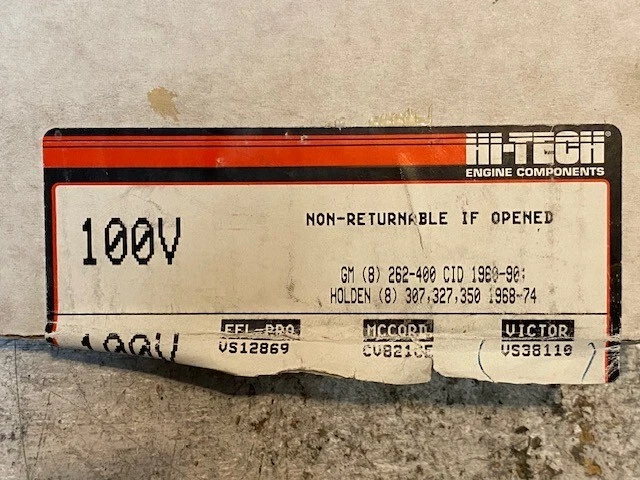 HI-TECH
ENGINE COMPONENTS
100V
NON-RETURNABLE IF OPENED
GM (8) 262-400 CID 1960-90;
HOLDEN (8) 307,327,350 1968-74
100V
FEL-PRO MCCORD VICTOR
VS12869 VS38110